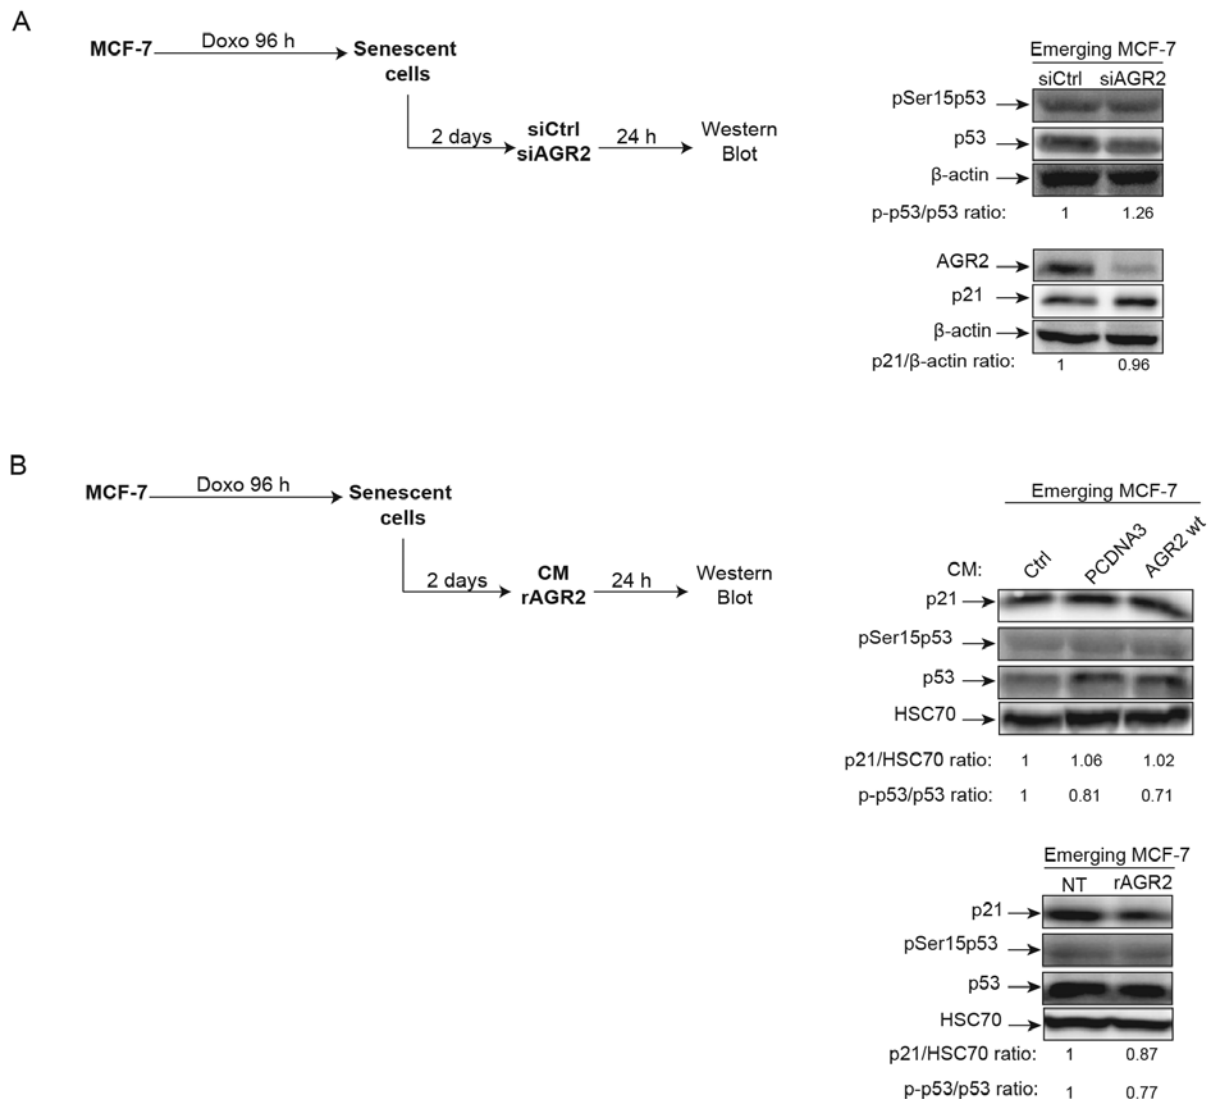 A
MCF-7
Doxo 96 h
Senescent
cells
2 days
siCtrl
siAGR2
24 h
Western
Blot
Emerging MCF-7
siCtrl siAGR2
pSer15p53
p53
β-actin
p-p53/p53 ratio: 1 1.26
AGR2
p21
β-actin
p21/β-actin ratio: 1 0.96
B
MCF-7
Doxo 96 h
Senescent
cells
2 days
CM
rAGR2
24 h
Western
Blot
Emerging MCF-7
CM: Ctrl PCDNA3 AGR2 wt
p21
pSer15p53
p53
HSC70
p21/HSC70 ratio: 1 1.06 1.02
p-p53/p53 ratio: 1 0.81 0.71
Emerging MCF-7
NT rAGR2
p21
pSer15p53
p53
HSC70
p21/HSC70 ratio: 1 0.87
p-p53/p53 ratio: 1 0.77